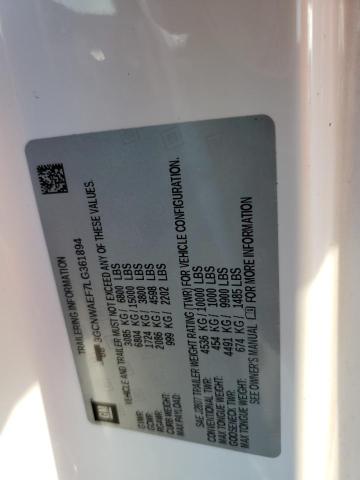 TRAILERING INFORMATION
3GCNWAEF7LG361894
VEHICLE AND TRAILER MUST NOT EXCEED ANY OF THESE VALUES.
GVWR: 3085 KG/ 6800 LBS
GCWR: 6804 KG/ 15000 LBS
GAWR: 1724 KG/ 3800 LBS
CURB WEIGHT: 2086 KG/ 4598 LBS
MAX PAYLOAD: 999 KG/ 2202 LBS
SAE J2807 TRAILER WEIGHT RATING (TWR) FOR VEHICLE CONFIGURATION.
CONVENTIONAL TWR: 4536 KG/ 10000 LBS
MAX TONGUE WEIGHT: 454 KG/ 1000 LBS
GOOSENECK TWR: 4491 KG/ 9900 LBS
MAX TONGUE WEIGHT: 674 KG/ 1485 LBS
SEE OWNER'S MANUAL FOR MORE INFORMATION
GM